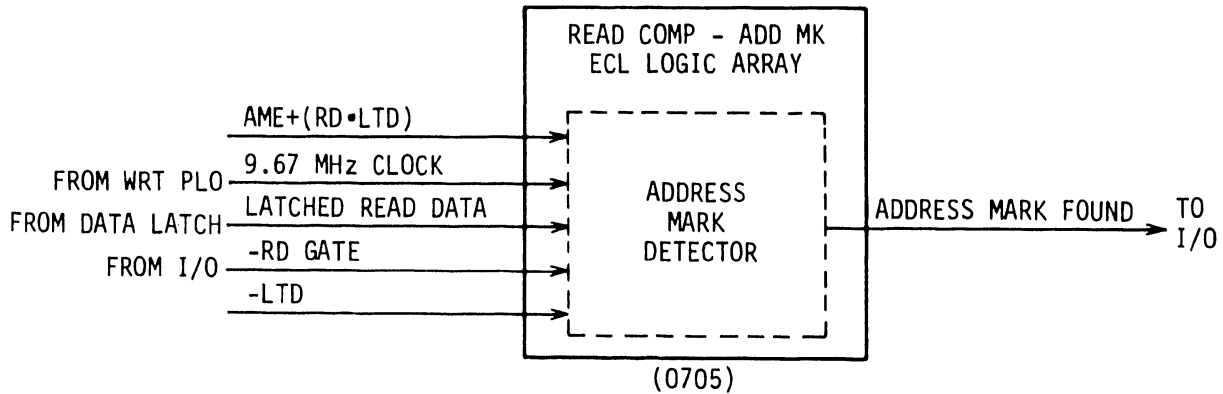 READ COMP - ADD MK
ECL LOGIC ARRAY
AME+(RD•LTD)
FROM WRT PLO
9.67 MHz CLOCK
FROM DATA LATCH
LATCHED READ DATA
FROM I/O
-RD GATE
-LTD
ADDRESS
MARK
DETECTOR
ADDRESS MARK FOUND
TO
I/O
(0705)